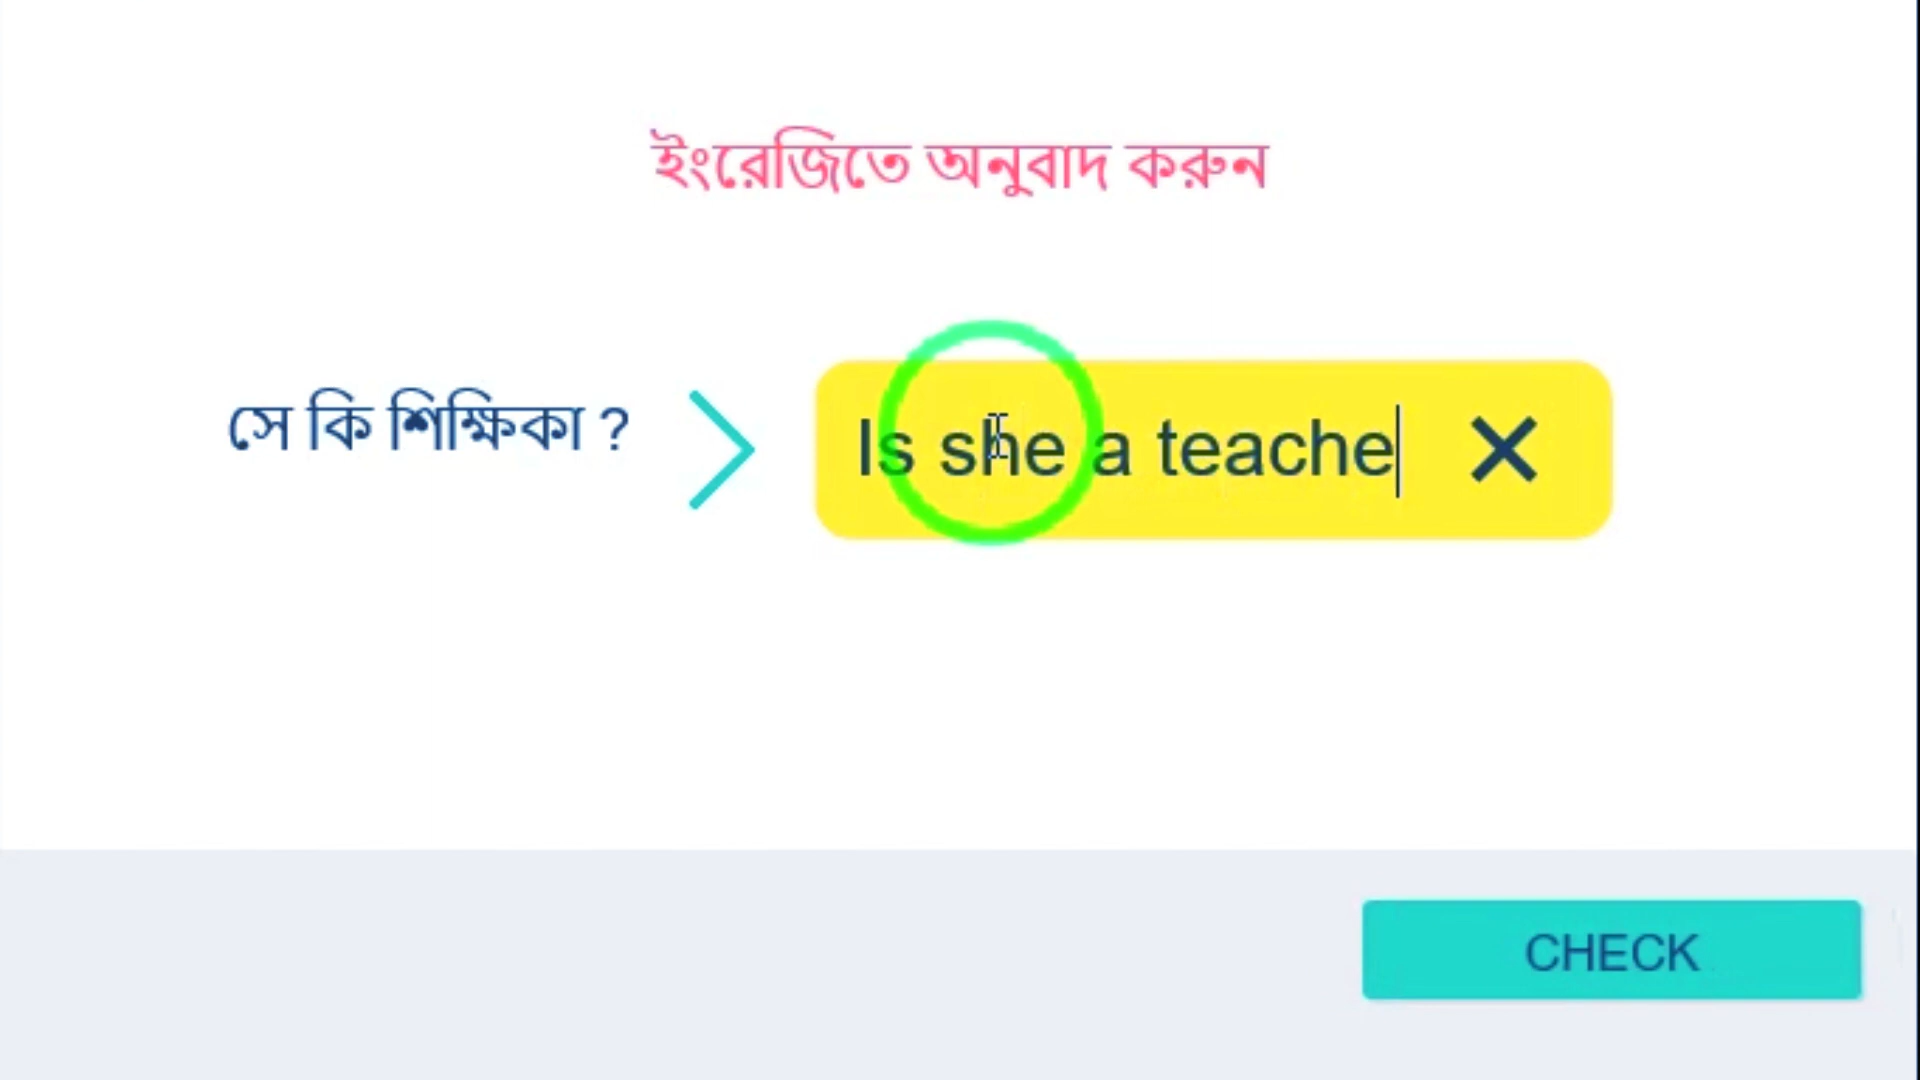 ইংরেজিতে অনুবাদ করুন
সে কি শিক্ষিকা ?
Is she a teache
CHECK